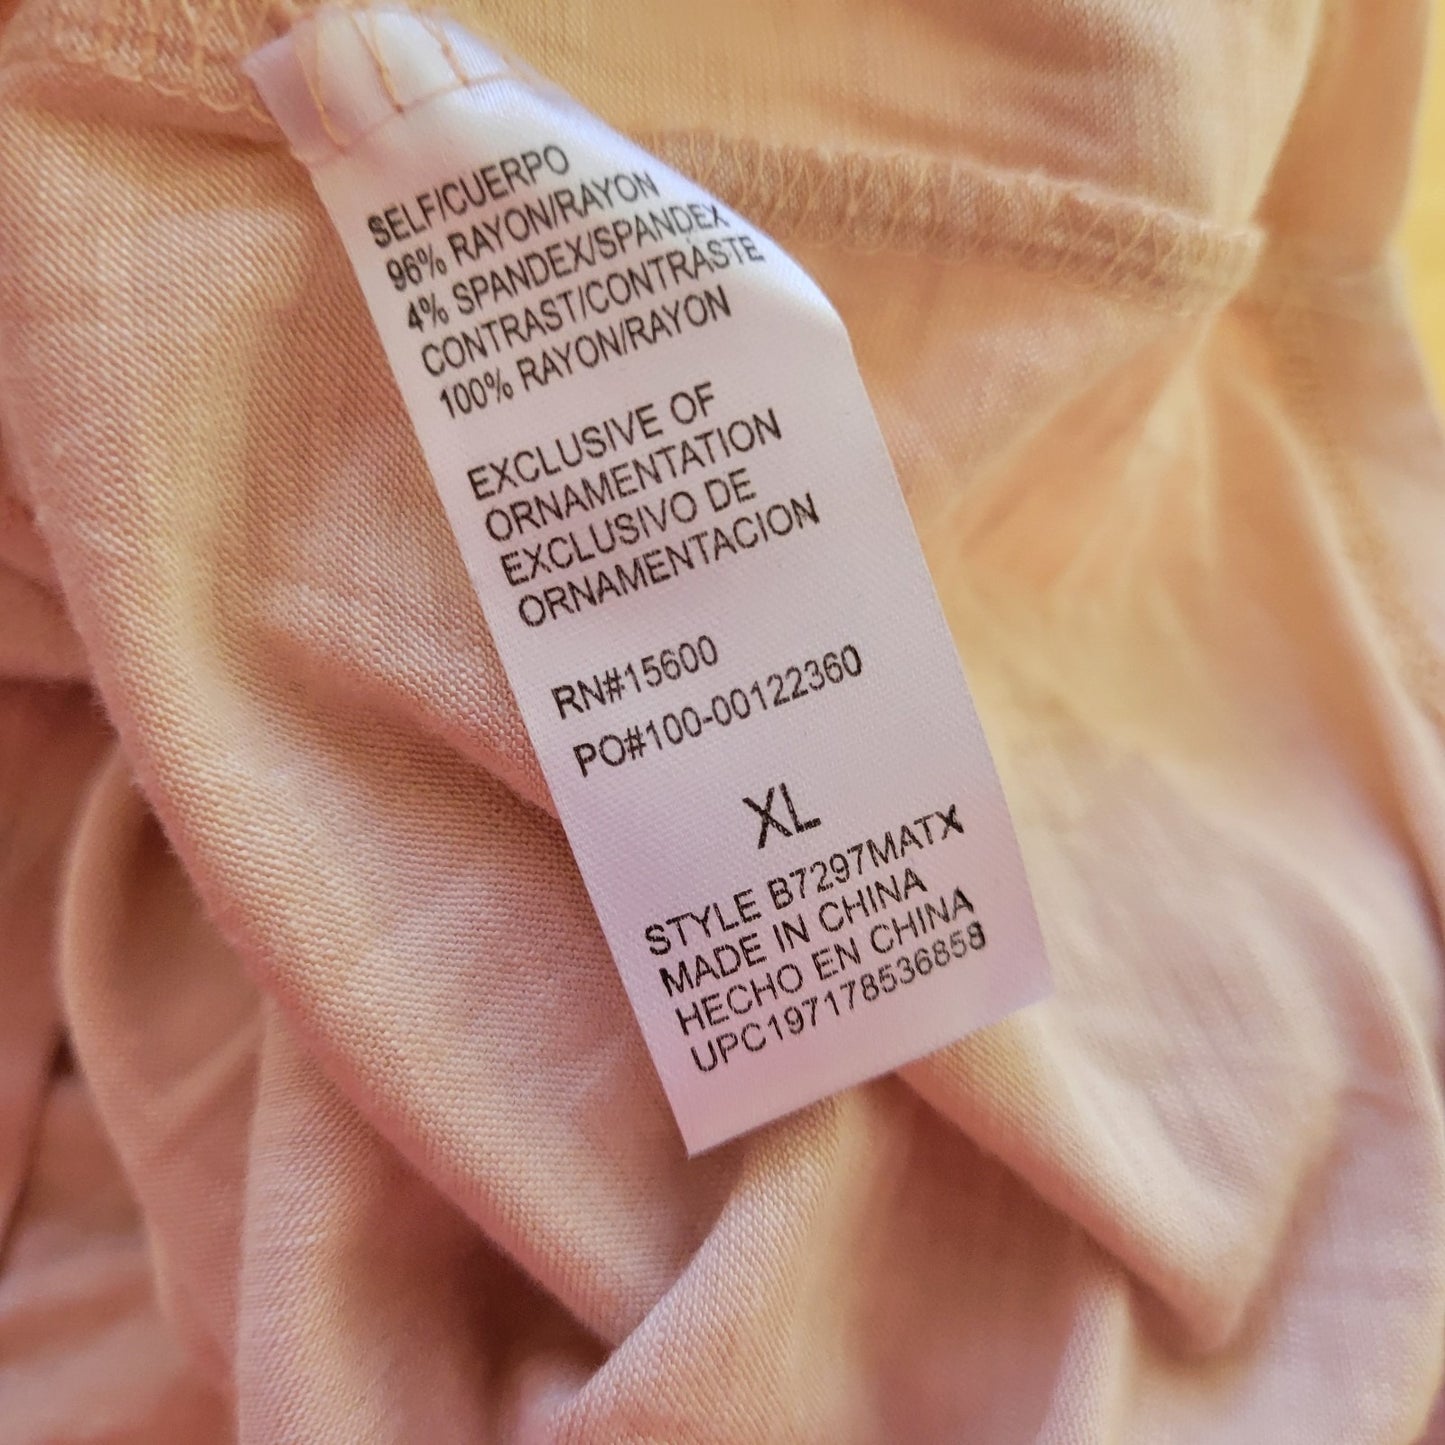 SELF/CUERPO
96% RAYON/RAYON
4% SPANDEX/SPANDEX
CONTRAST/CONTRASTE
100% RAYON/RAYON
EXCLUSIVE OF
ORNAMENTATION
EXCLUSIVO DE
ORNAMENTACION
RN#15600
PO#100-00122360
XL
STYLE B7297MATX
MADE IN CHINA
HECHO EN CHINA
UPC197178536858